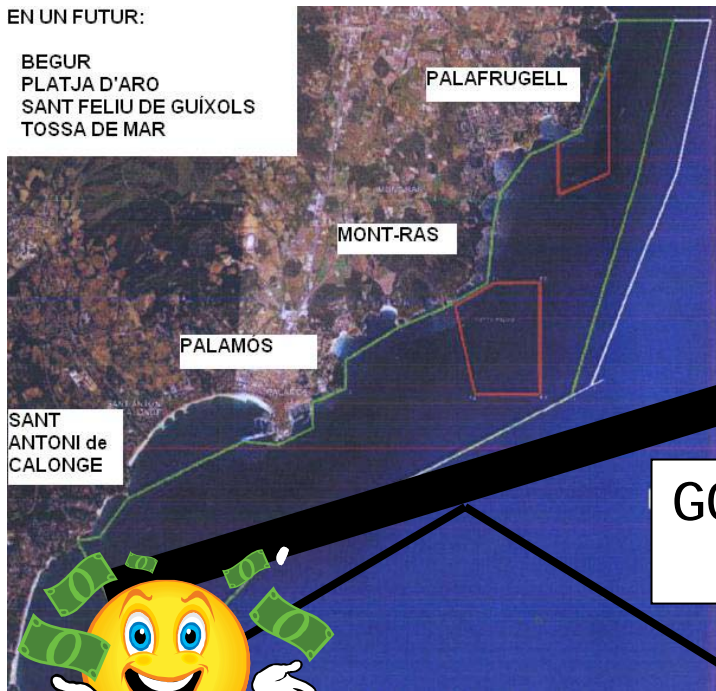 EN UN FUTUR:
BEGUR
PLATJA D'ARO
SANT FELIU DE GUÍXOLS
TOSSA DE MAR
PALAFRUGELL
MONT-RAS
PALAMÓS
SANT
ANTONI de
CALONGE